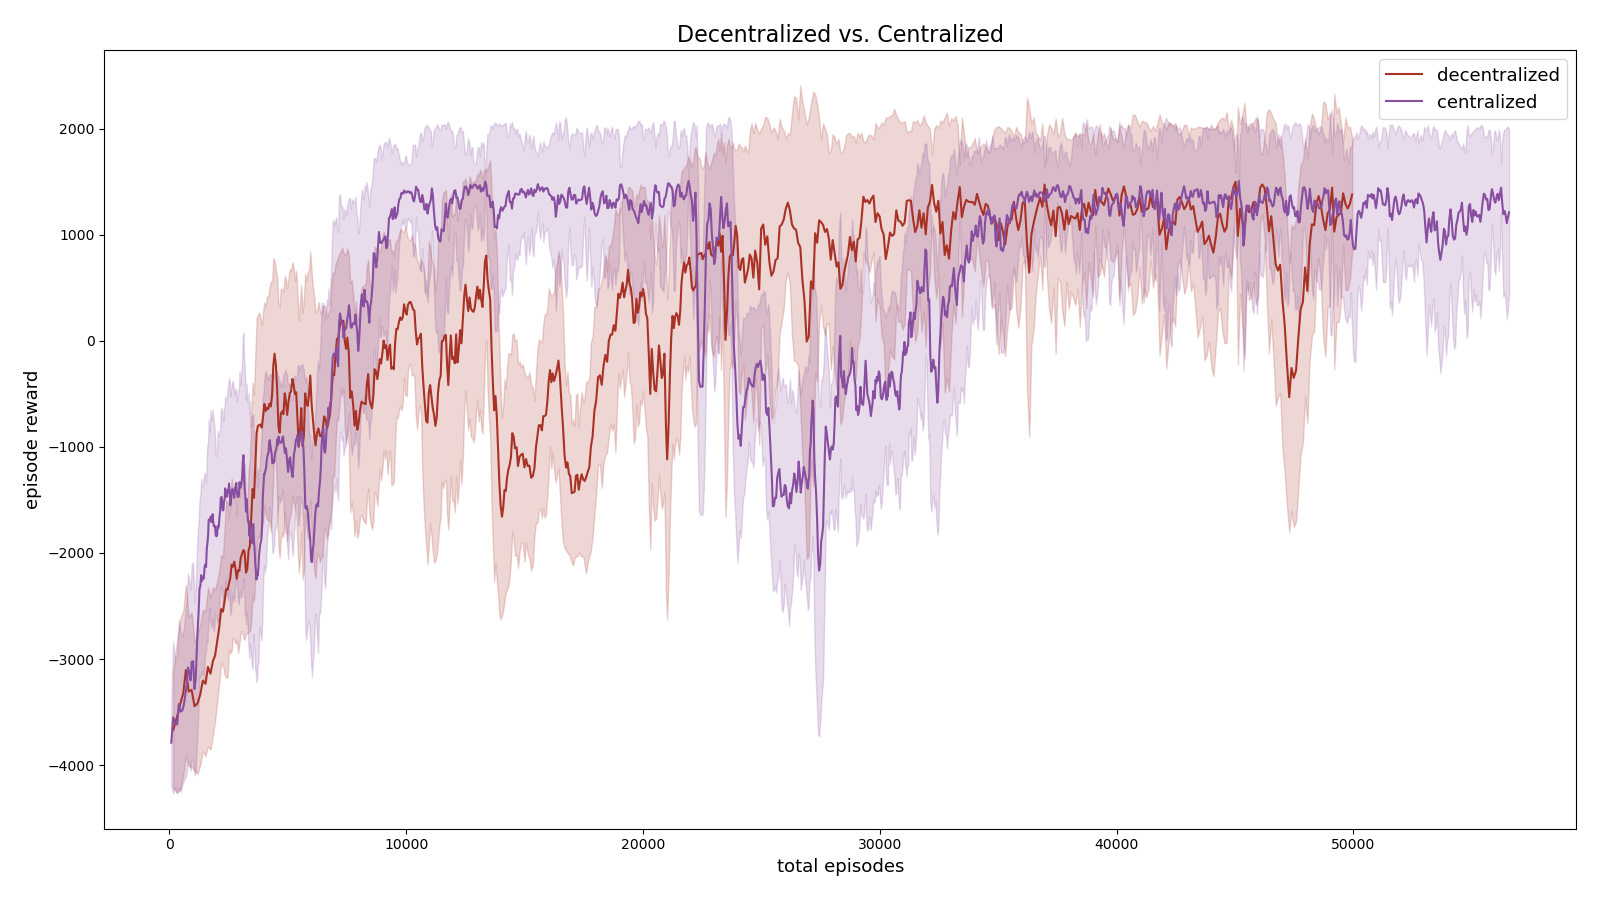 Decentralized vs. Centralized
decentralized
centralized
episode reward
2000
1000
0
−1000
−2000
−3000
−4000
0
10000
20000
30000
40000
50000
total episodes